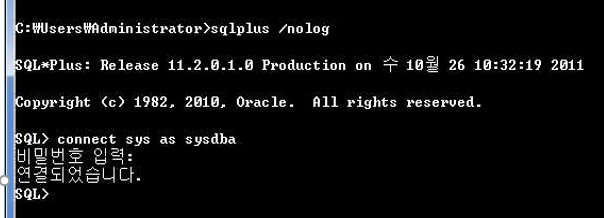 C:₩Users₩Administrator>sqlplus /nolog
SQL*Plus: Release 11.2.0.1.0 Production on 수 10월 26 10:32:19 2011
Copyright (c) 1982, 2010, Oracle.  All rights reserved.
SQL> connect sys as sysdba
비밀번호 입력:
연결되었습니다.
SQL>